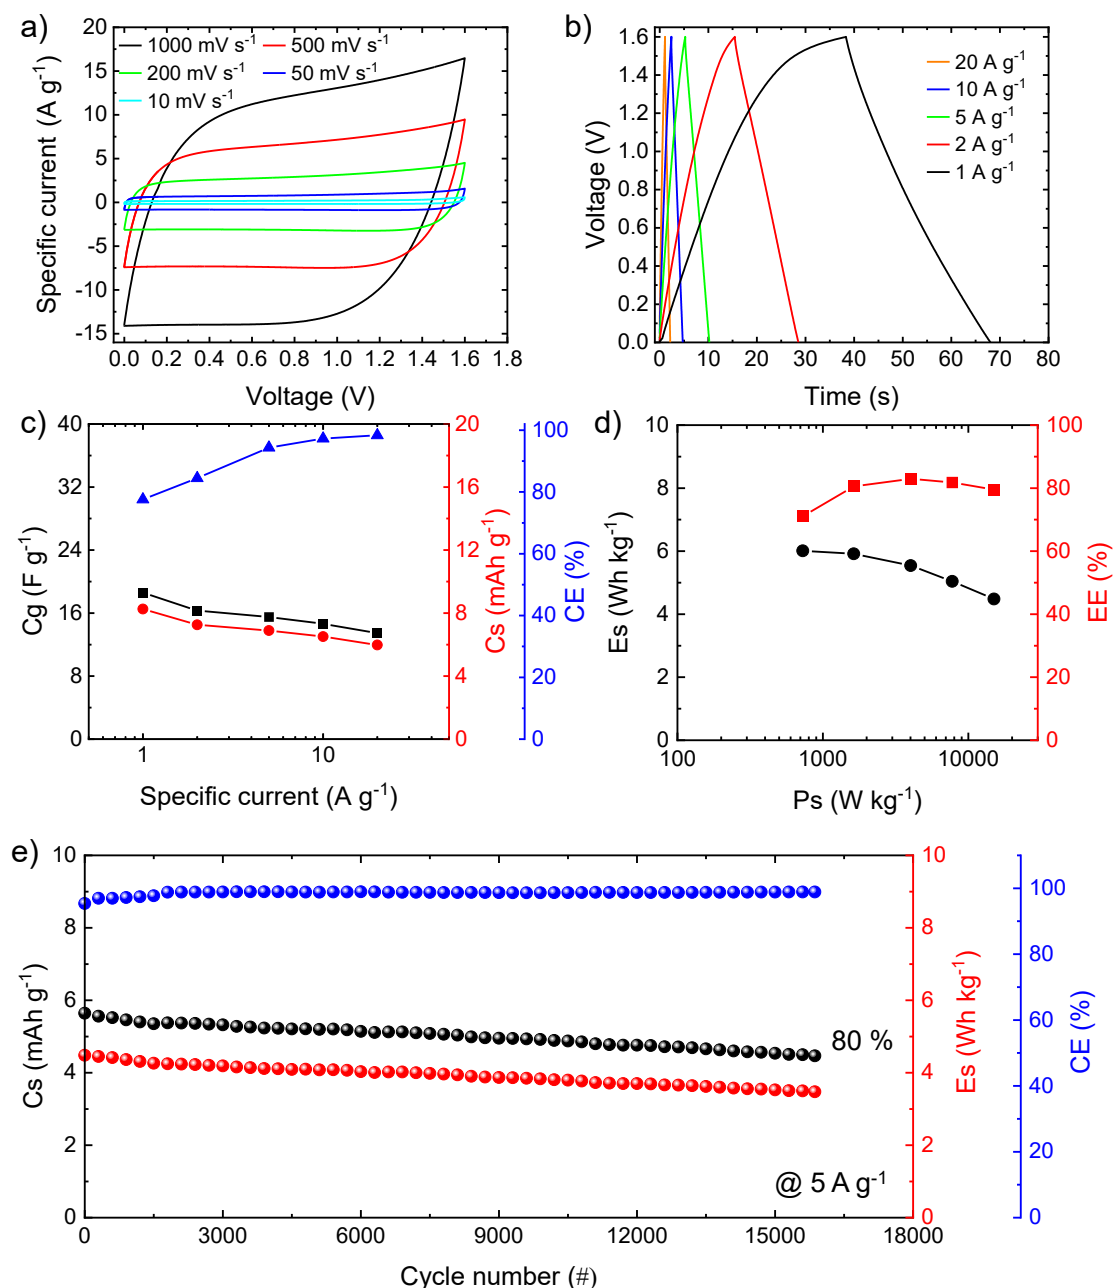 a)
1000 mV s-1
500 mV s-1
200 mV s-1
50 mV s-1
10 mV s-1
20
15
10
5
0
-5
-10
-15
Specific current (A g-1)
0.0 0.2 0.4 0.6 0.8 1.0 1.2 1.4 1.6 1.8
Voltage (V)
b)
20 A g-1
10 A g-1
5 A g-1
2 A g-1
1 A g-1
1.6
1.4
1.2
1.0
0.8
0.6
0.4
0.2
0.0
Voltage (V)
0 10 20 30 40 50 60 70 80
Time (s)
c)
40
32
24
16
8
0
Cg (F g-1)
20
16
12
8
4
0
Cs (mAh g-1)
100
80
60
40
20
0
CE (%)
1 10
Specific current (A g-1)
d)
10
8
6
4
2
0
Es (Wh kg-1)
100
80
60
40
20
0
EE (%)
100 1000 10000
Ps (W kg-1)
e)
10
8
6
4
2
0
Cs (mAh g-1)
80 %
@ 5 A g-1
10
8
6
4
2
0
Es (Wh kg-1)
100
80
60
40
20
0
CE (%)
0 3000 6000 9000 12000 15000 18000
Cycle number (#)